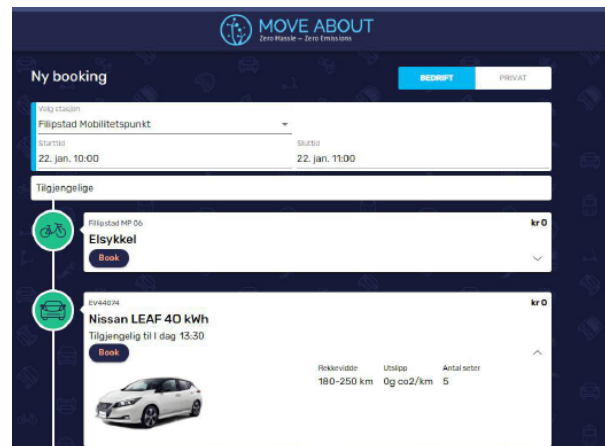 MOVE ABOUT
Zero Hassle – Zero Emissions
Ny booking
BEDRIFT PRIVAT
Velg stasjon
Filipstad Mobilitetspunkt
Starttid Sluttid
22. jan. 10:00 22. jan. 11:00
Tilgjengelige
Filipstad MP 06 kr 0
Elsykkel
Book
EV44074 kr 0
Nissan LEAF 40 kWh
Tilgjengelig til I dag 13:30
Book
Rekkevidde Utslipp Antal seter
180-250 km 0g co2/km 5